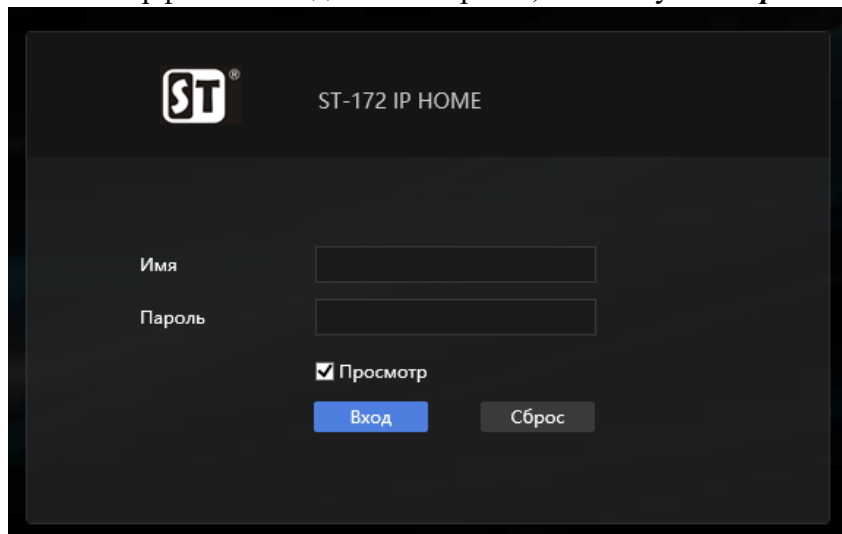 ST®
ST-172 IP HOME
Имя
Пароль
Просмотр
Вход Сброс